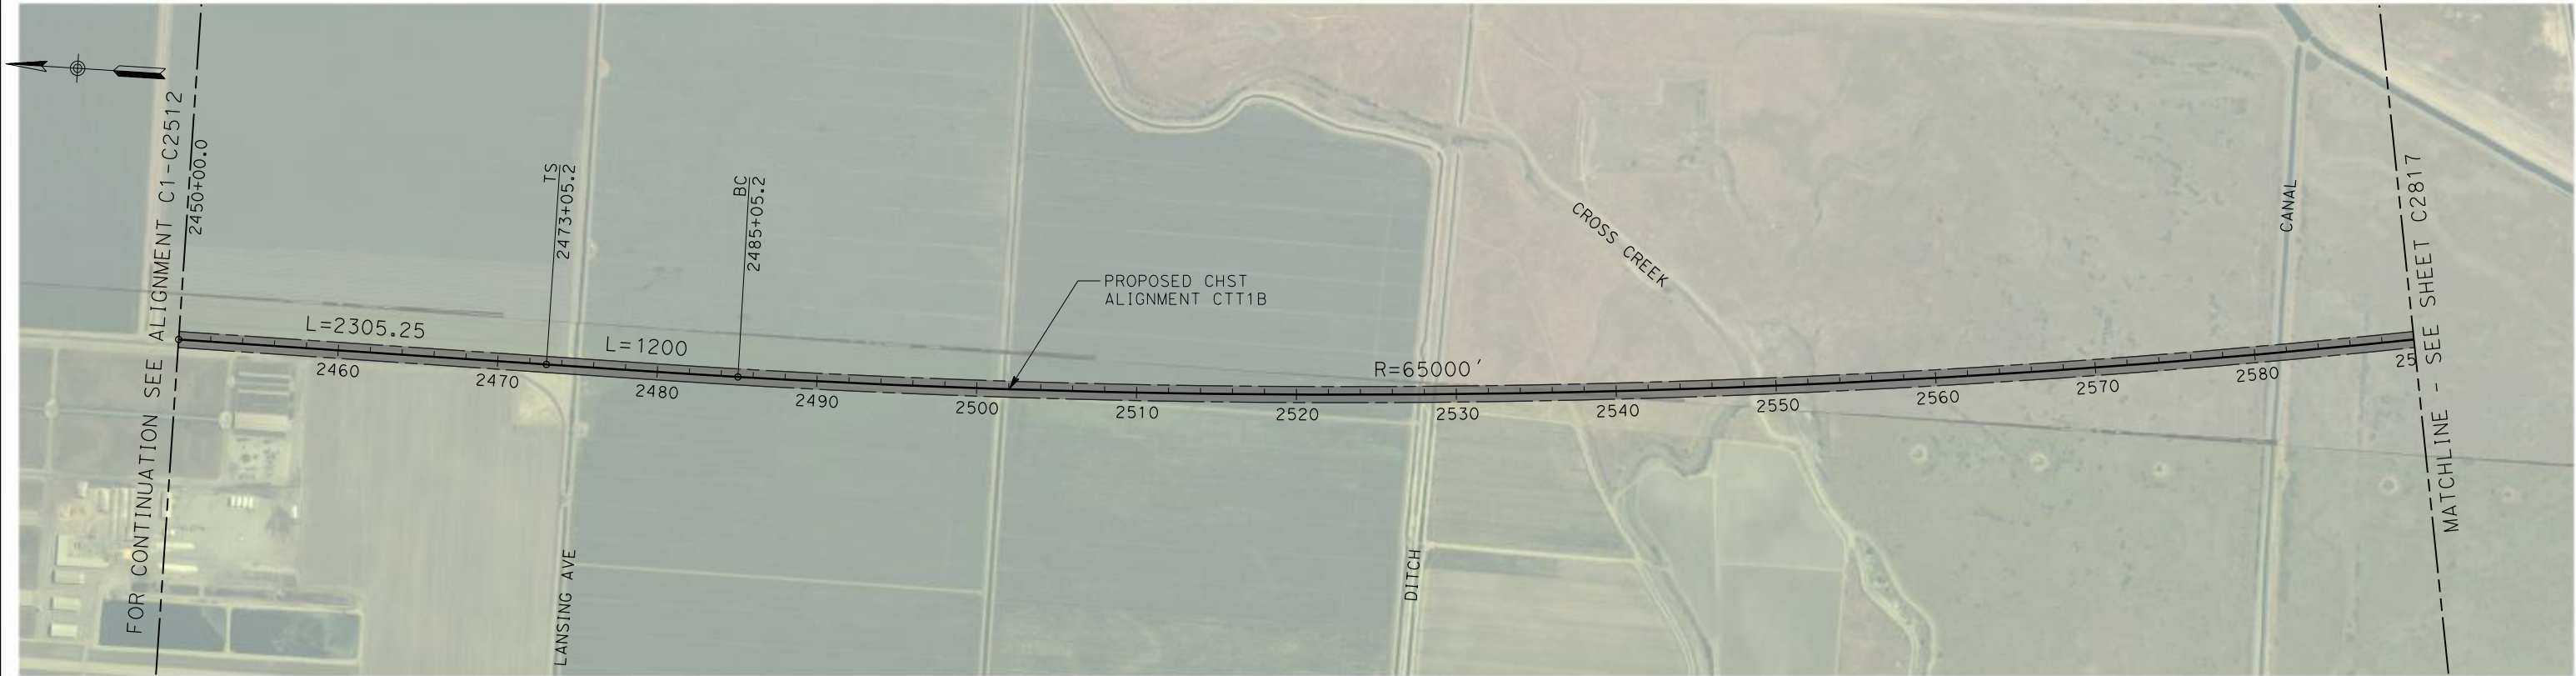 FOR CONTINUATION SEE ALIGNMENT C1-C2512
2450+00.0
L=2305.25
TS
2473+05.2
L=1200
BC
2485+05.2
PROPOSED CHST
ALIGNMENT CTT1B
R=65000'
2460
2470
2480
2490
2500
2510
2520
2530
2540
2550
2560
2570
2580
25
LANSING AVE
DITCH
CROSS CREEK
CANAL
MATCHLINE - SEE SHEET C2817